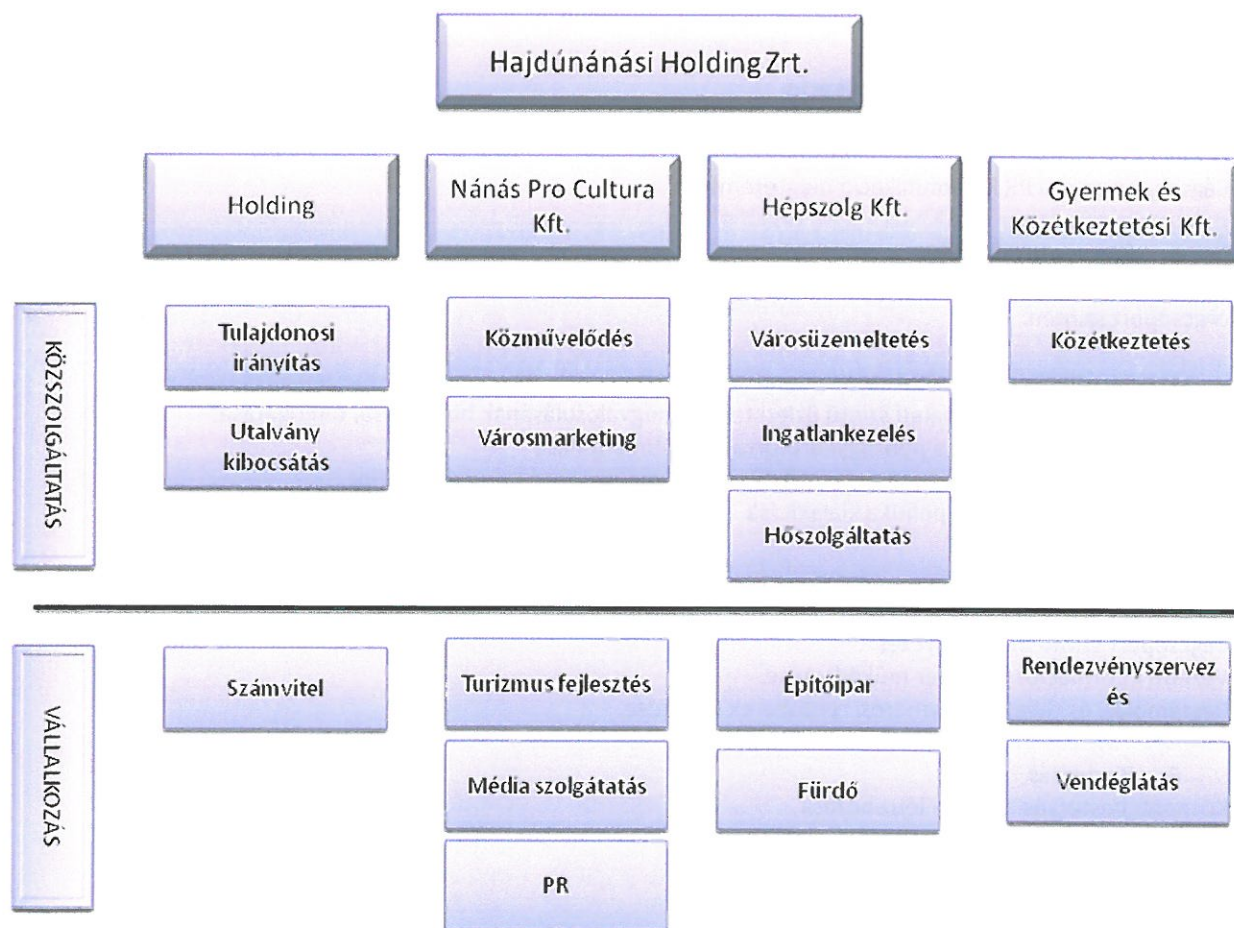 Hajdúnánási Holding Zrt.
Holding
Nánás Pro Cultura
Kft.
Hépszolg Kft.
Gyermek és
Közétkeztetési Kft.
KÖZSZOLGÁLTATÁS
Tulajdonosi
irányítás
Közművelődés
Városüzemeltetés
Közétkeztetés
Utalvány
kibocsátás
Városmarketing
Ingatlankezelés
Hőszolgáltatás
VÁLLALKOZÁS
Számvitel
Turizmus fejlesztés
Építőipar
Rendezvényszervez
és
Média szolgátatás
Fürdő
Vendéglátás
PR